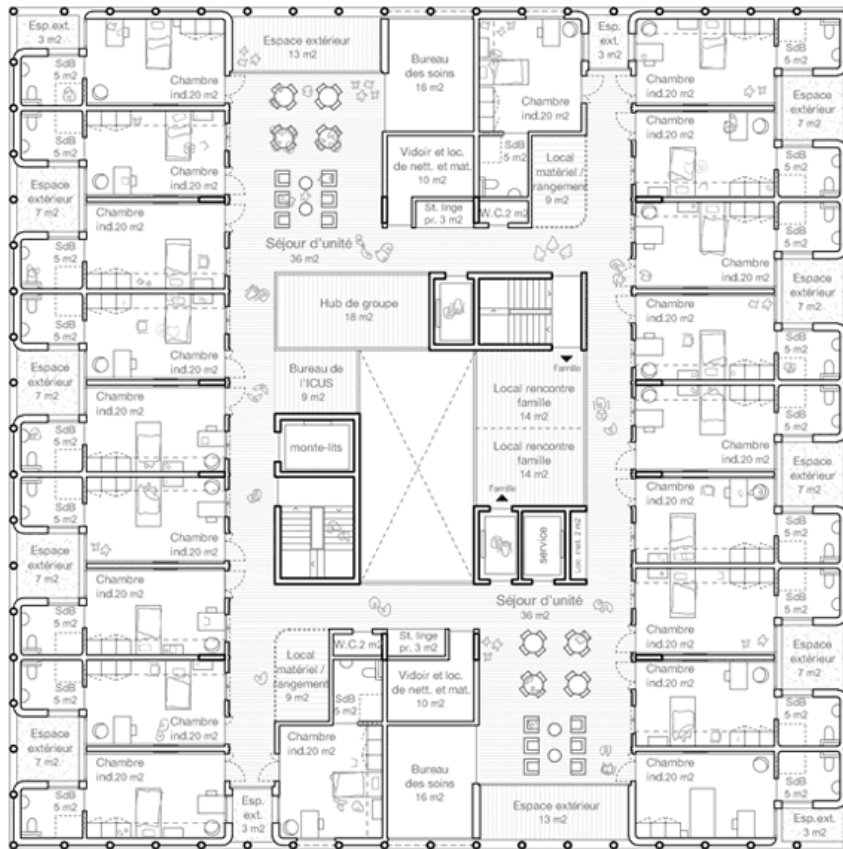 Esp.ext.
3 m2
SdB
5 m2
Chambre
ind.20 m2
Espace extérieur
13 m2
Bureau
des soins
16 m2
Chambre
ind.20 m2
Esp.
ext.
3 m2
Chambre
ind.20 m2
SdB
5 m2
SdB
5 m2
Chambre
ind.20 m2
Vidoir et loc.
de nett. et mat.
10 m2
SdB
5 m2
Local
matériel /
rangement
9 m2
Chambre
ind.20 m2
Espace
extérieur
7 m2
SdB
5 m2
Espace
extérieur
7 m2
Chambre
ind.20 m2
St. linge
pr. 3 m2
W.C.2 m2
SdB
5 m2
Séjour d'unité
36 m2
Chambre
ind.20 m2
SdB
5 m2
SdB
5 m2
Chambre
ind.20 m2
Hub de groupe
18 m2
Chambre
ind.20 m2
Espace
extérieur
7 m2
SdB
5 m2
Espace
extérieur
7 m2
Bureau de
l'ICUS
9 m2
Famille
Local rencontre
famille
14 m2
Chambre
ind.20 m2
SdB
5 m2
Chambre
ind.20 m2
SdB
5 m2
monte-lits
Local rencontre
famille
14 m2
Espace
extérieur
7 m2
SdB
5 m2
Chambre
ind.20 m2
Famille
service
Loc. mat. 2 m2
Chambre
ind.20 m2
SdB
5 m2
Espace
extérieur
7 m2
Chambre
ind.20 m2
SdB
5 m2
Séjour d'unité
36 m2
Chambre
ind.20 m2
SdB
5 m2
SdB
5 m2
Chambre
ind.20 m2
Local
matériel /
rangement
9 m2
W.C.2 m2
SdB
5 m2
St. linge
pr. 3 m2
Vidoir et loc.
de nett. et mat.
10 m2
Chambre
ind.20 m2
Espace
extérieur
7 m2
SdB
5 m2
Espace
extérieur
7 m2
Chambre
ind.20 m2
SdB
5 m2
Chambre
ind.20 m2
Esp.
ext.
3 m2
Bureau
des soins
16 m2
Espace extérieur
13 m2
Chambre
ind.20 m2
SdB
5 m2
Esp.ext.
3 m2